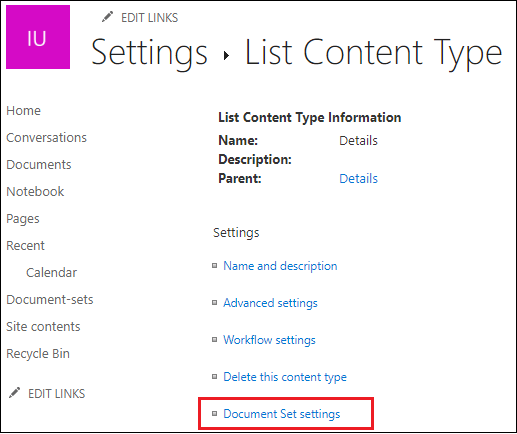 IU
EDIT LINKS
Settings ▸ List Content Type
Home
Conversations
Documents
Notebook
Pages
Recent
Calendar
Document-sets
Site contents
Recycle Bin
EDIT LINKS
List Content Type Information
Name: Details
Description:
Parent: Details
Settings
Name and description
Advanced settings
Workflow settings
Delete this content type
Document Set settings